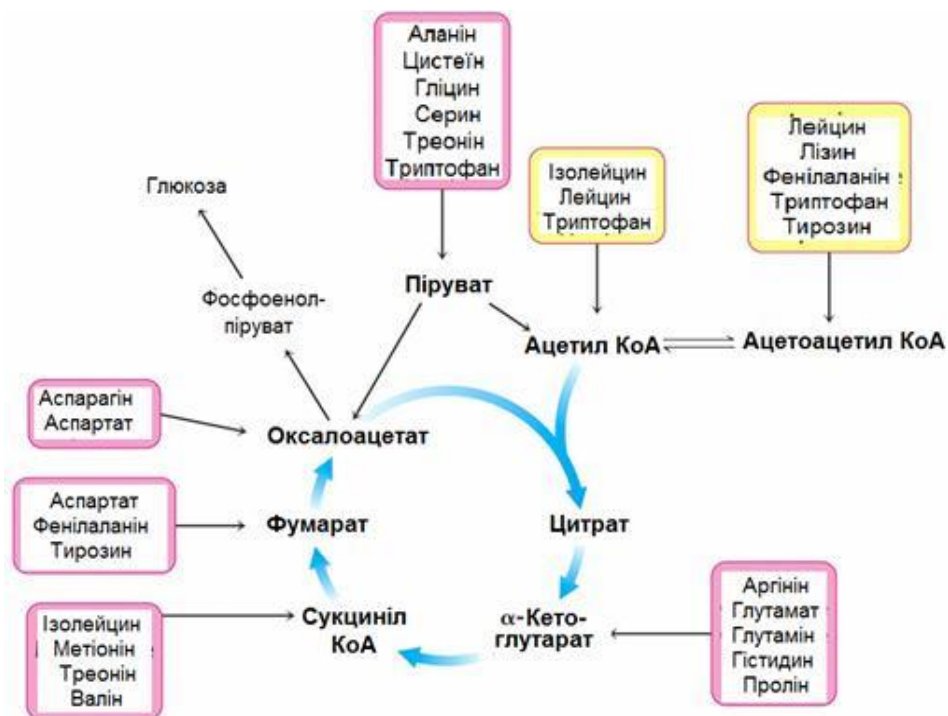 Аланін
Цистеїн
Гліцин
Серин
Треонін
Триптофан
Ізолейцин
Лейцин
Триптофан
Лейцин
Лізин
Фенілаланін
Триптофан
Тирозин
Глюкоза
Фосфоенол-
піруват
Піруват
Ацетил КоА
Ацетоацетил КоА
Аспарагін
Аспартат
Оксалоацетат
Аспартат
Фенілаланін
Тирозин
Фумарат
Цитрат
Ізолейцин
Метіонін
Треонін
Валін
Сукциніл
КоА
α-Кето-
глутарат
Аргінін
Глутамат
Глутамін
Гістидин
Пролін